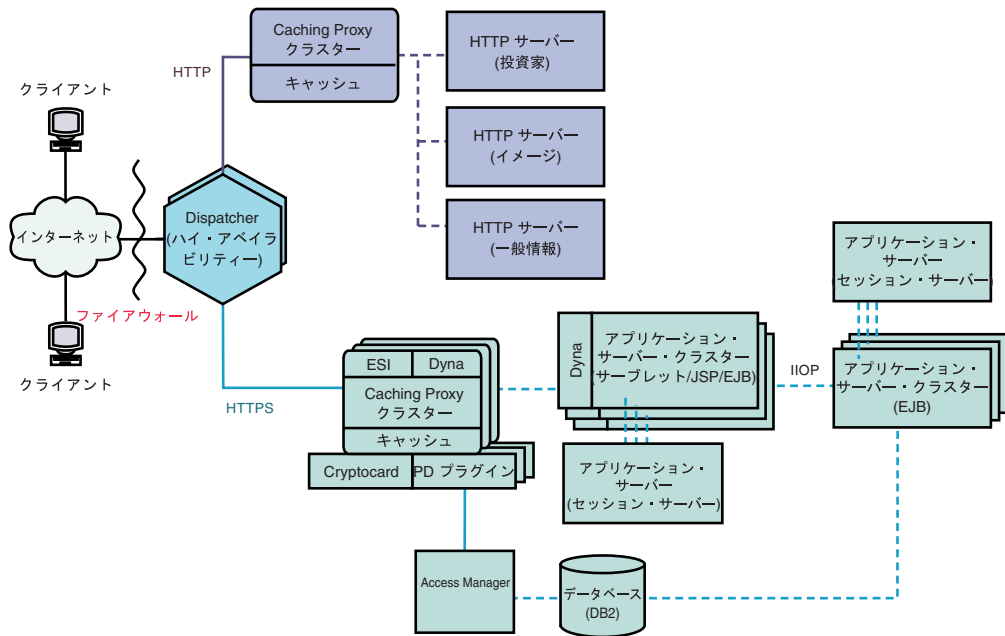 Caching Proxy
クラスター
キャッシュ
HTTP サーバー
(投資家)
HTTP
クライアント
HTTP サーバー
(イメージ)
Dispatcher
(ハイ・アベイラ
ビリティー)
インターネット
HTTP サーバー
(一般情報)
ファイアウォール
クライアント
HTTPS
アプリケーション・
サーバー
(セッション・サーバー)
ESI
Dyna
Caching Proxy
クラスター
キャッシュ
Cryptocard
PD プラグイン
Dyna
アプリケーション・
サーバー・クラスター
(サーブレット/JSP/EJB)
IIOP
アプリケーション・
サーバー・クラスター
(EJB)
アプリケーション・
サーバー
(セッション・サーバー)
Access Manager
データベース
(DB2)